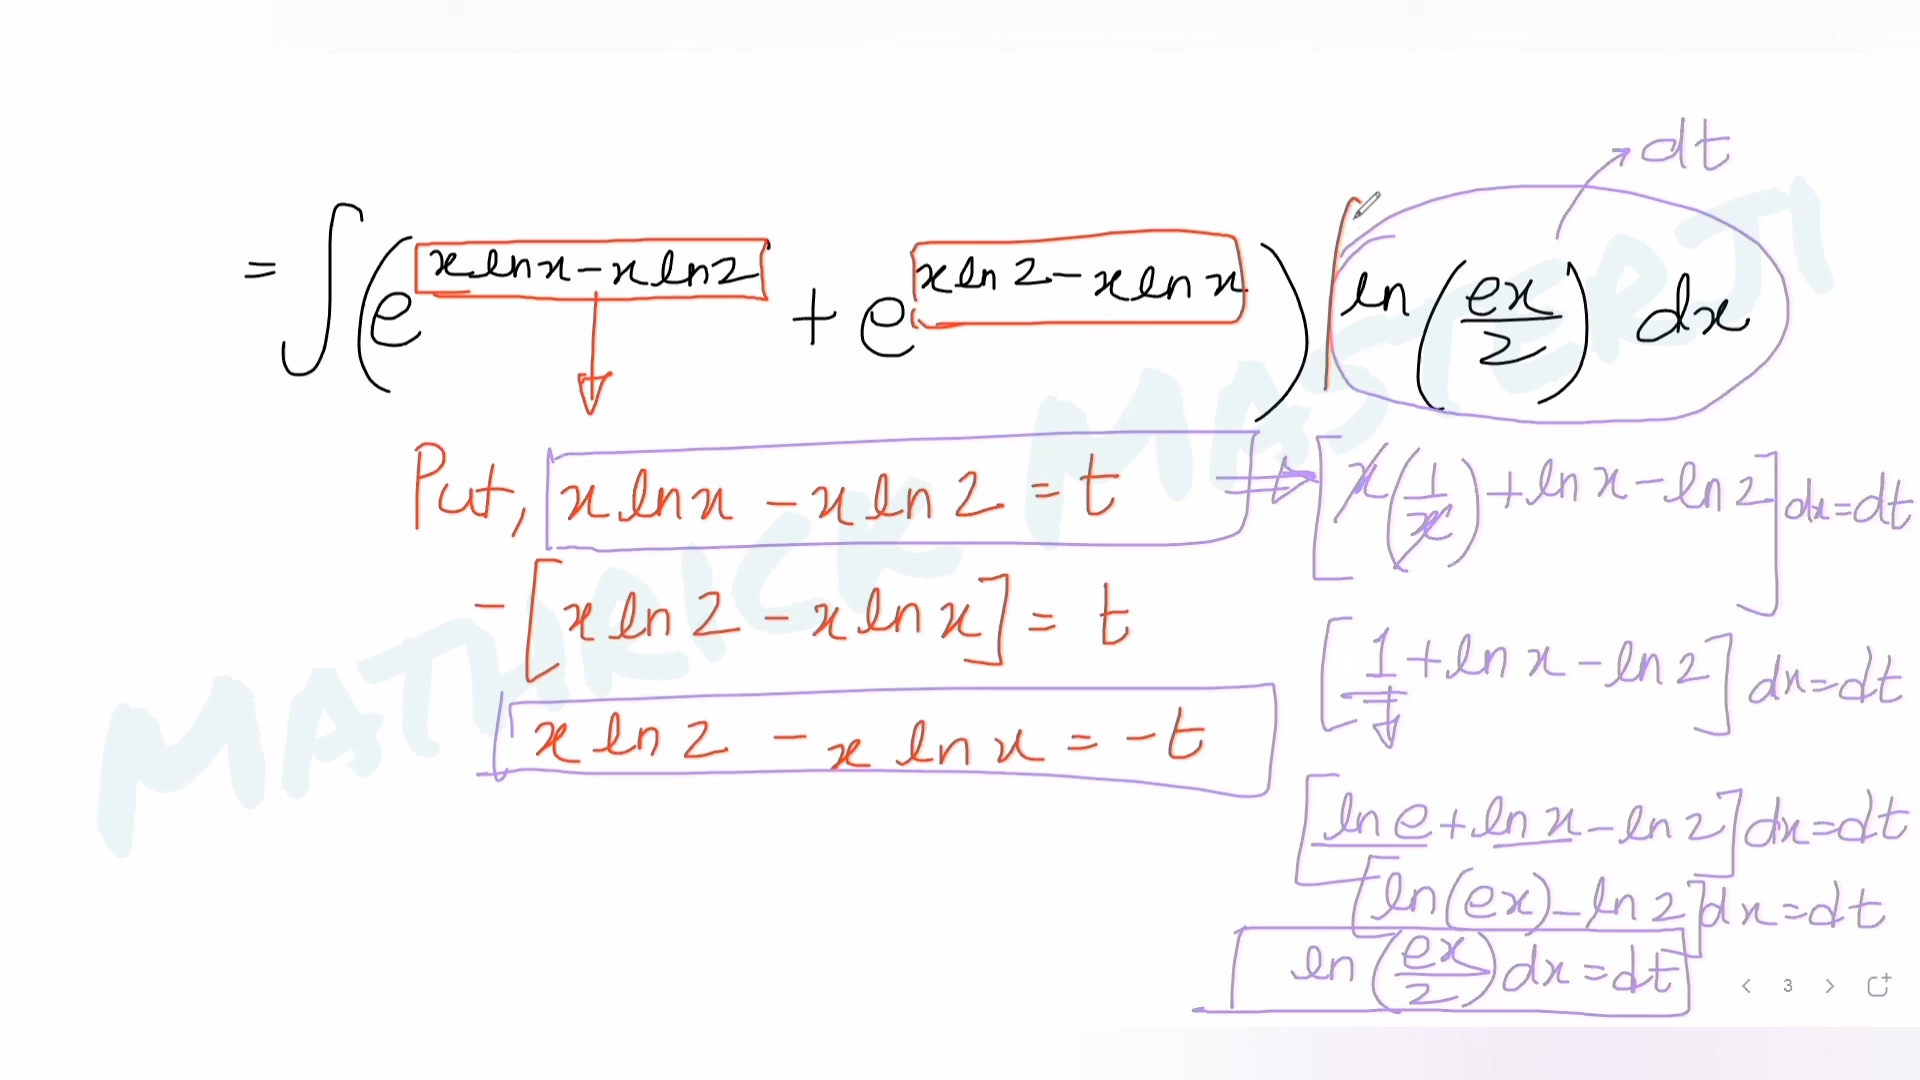 dt
= ∫(e^(x ln x - x ln 2) + e^(x ln 2 - x ln x)) ln(ex/2) dx
Put, x ln x - x ln 2 = t ⇒ [x(1/x) + ln x - ln 2] dx = dt
-[x ln 2 - x ln x] = t
[1 + ln x - ln 2] dx = dt
x ln 2 - x ln x = -t
[ln e + ln x - ln 2] dx = dt
[ln(ex) - ln 2] dx = dt
ln(ex/2) dx = dt
< 3 >
MATHRICK MASTERJI